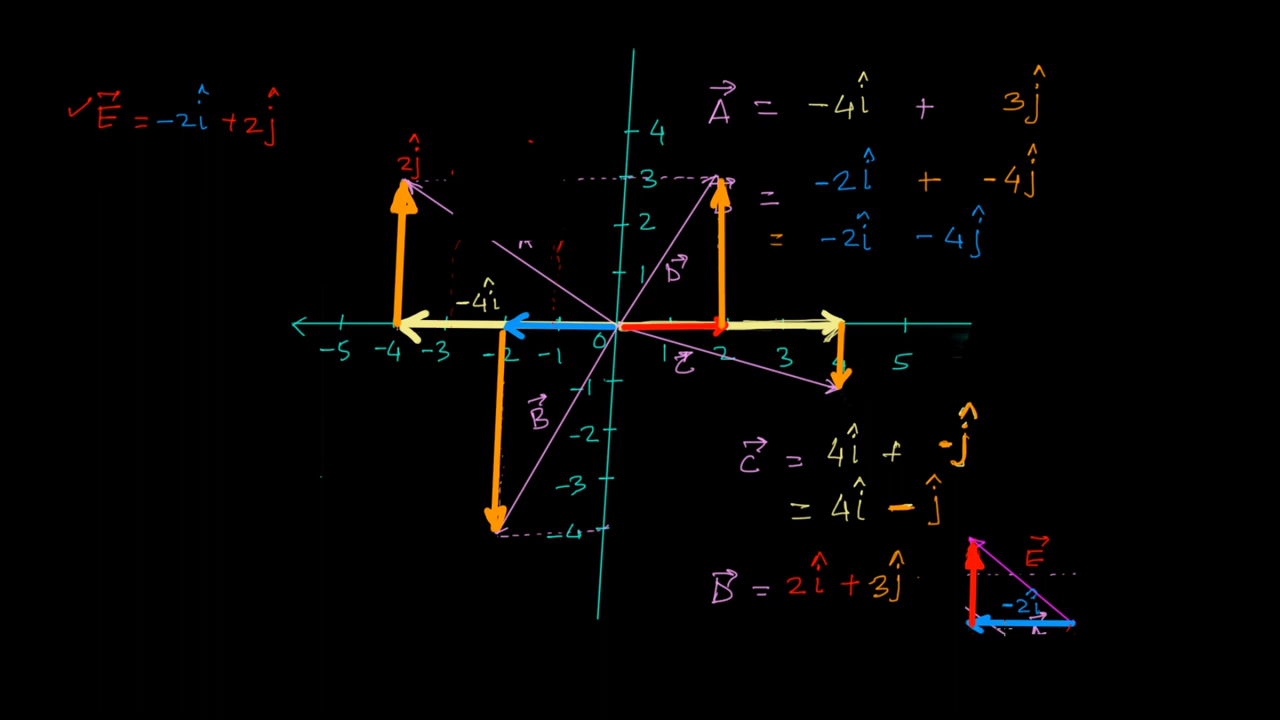 ✓E⃗ = -2î + 2ĵ
A⃗ = -4î + 3ĵ
= -2î + -4ĵ
= -2î -4ĵ
2ĵ
4
3
2
1
D⃗
-4î
-5 -4 -3 -2 -1 0 1 2 3 5
C⃗
B⃗
-1
-2
-3
-4
C⃗ = 4î + -ĵ
= 4î - ĵ
D⃗ = 2î + 3ĵ
E⃗
-2î